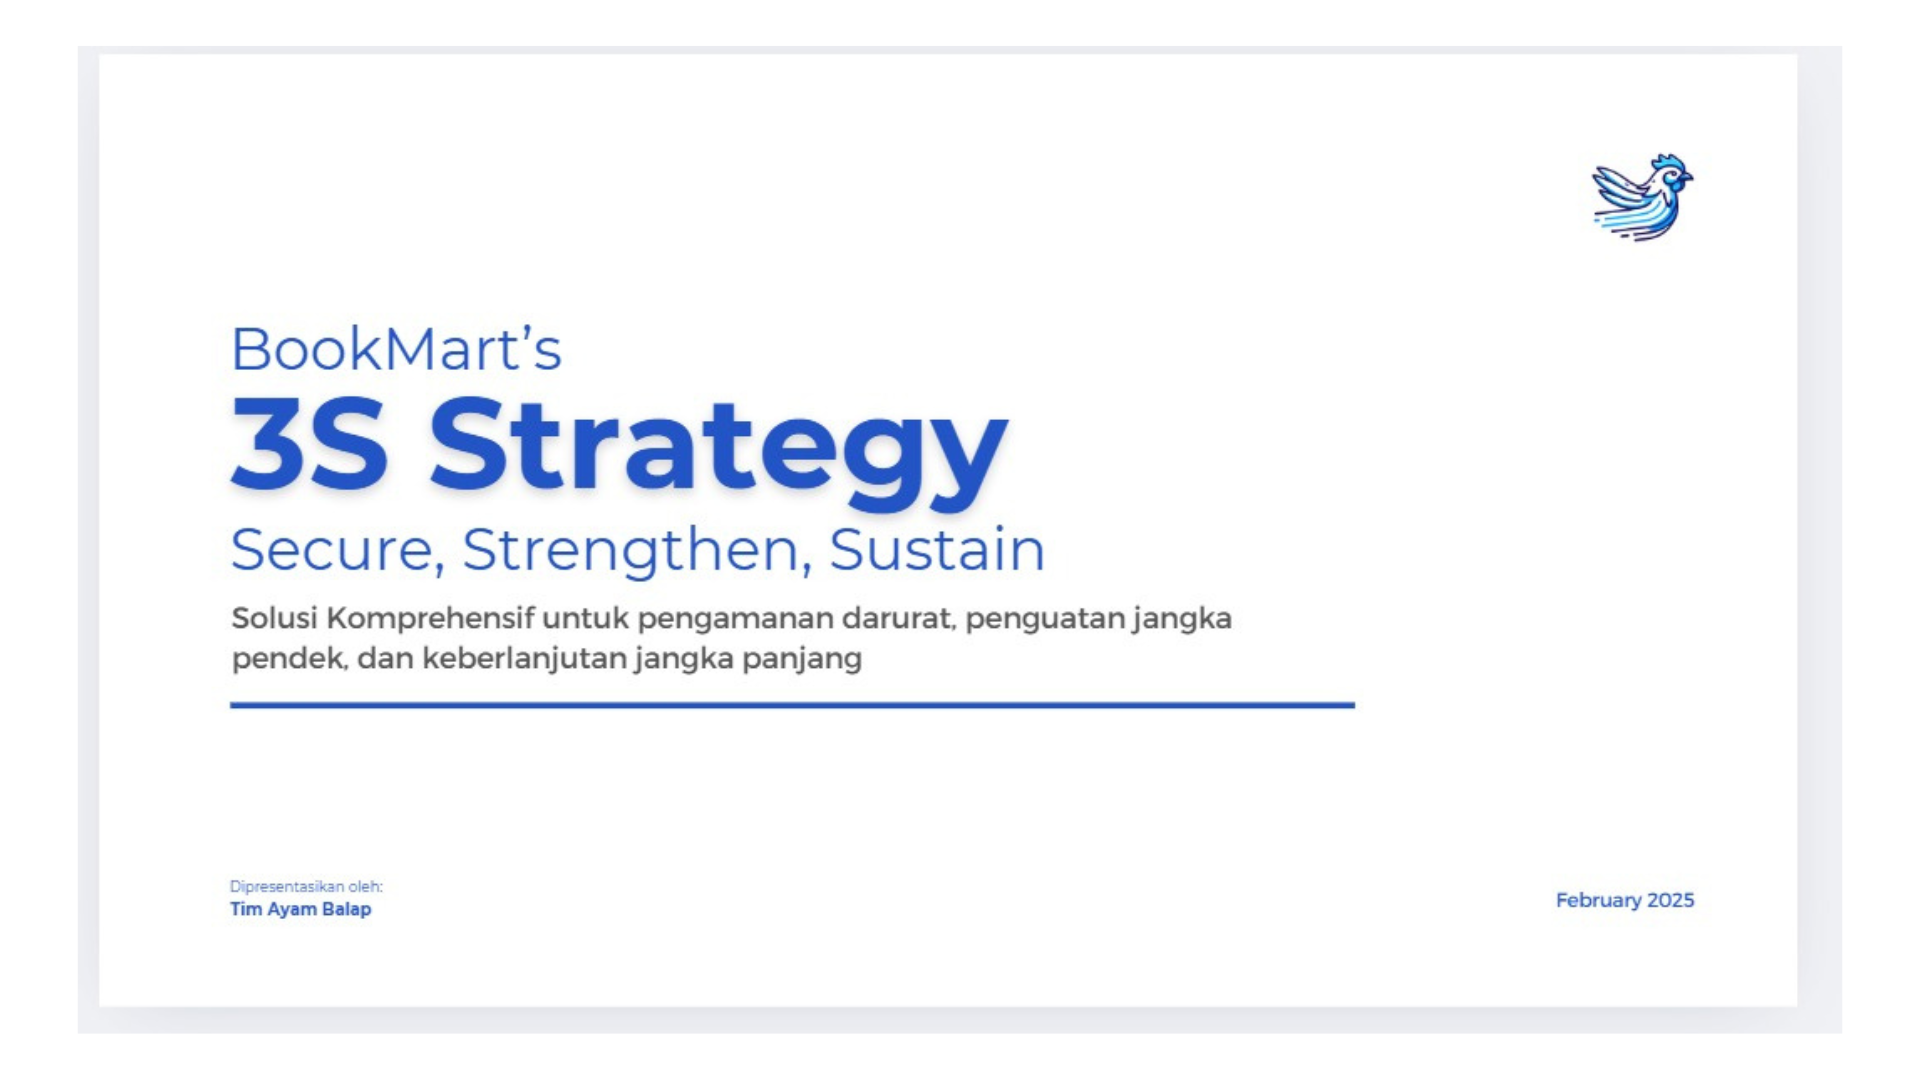 BookMart’s
3S Strategy
Secure, Strengthen, Sustain
Solusi Komprehensif untuk pengamanan darurat, penguatan jangka
pendek, dan keberlanjutan jangka panjang
Dipresentasikan oleh:
Tim Ayam Balap
February 2025